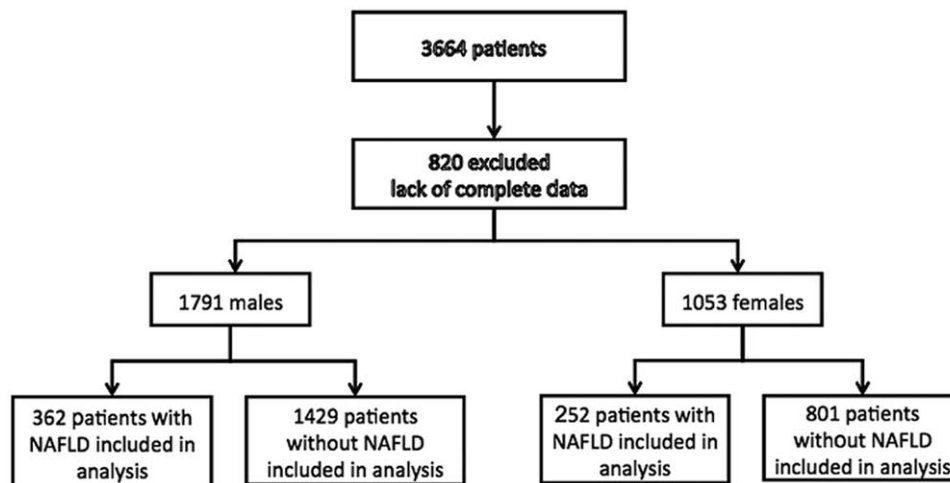 3664 patients
820 excluded
lack of complete data
1791 males
1053 females
362 patients with
NAFLD included in
analysis
1429 patients
without NAFLD
included in analysis
252 patients with
NAFLD included in
analysis
801 patients
without NAFLD
included in analysis